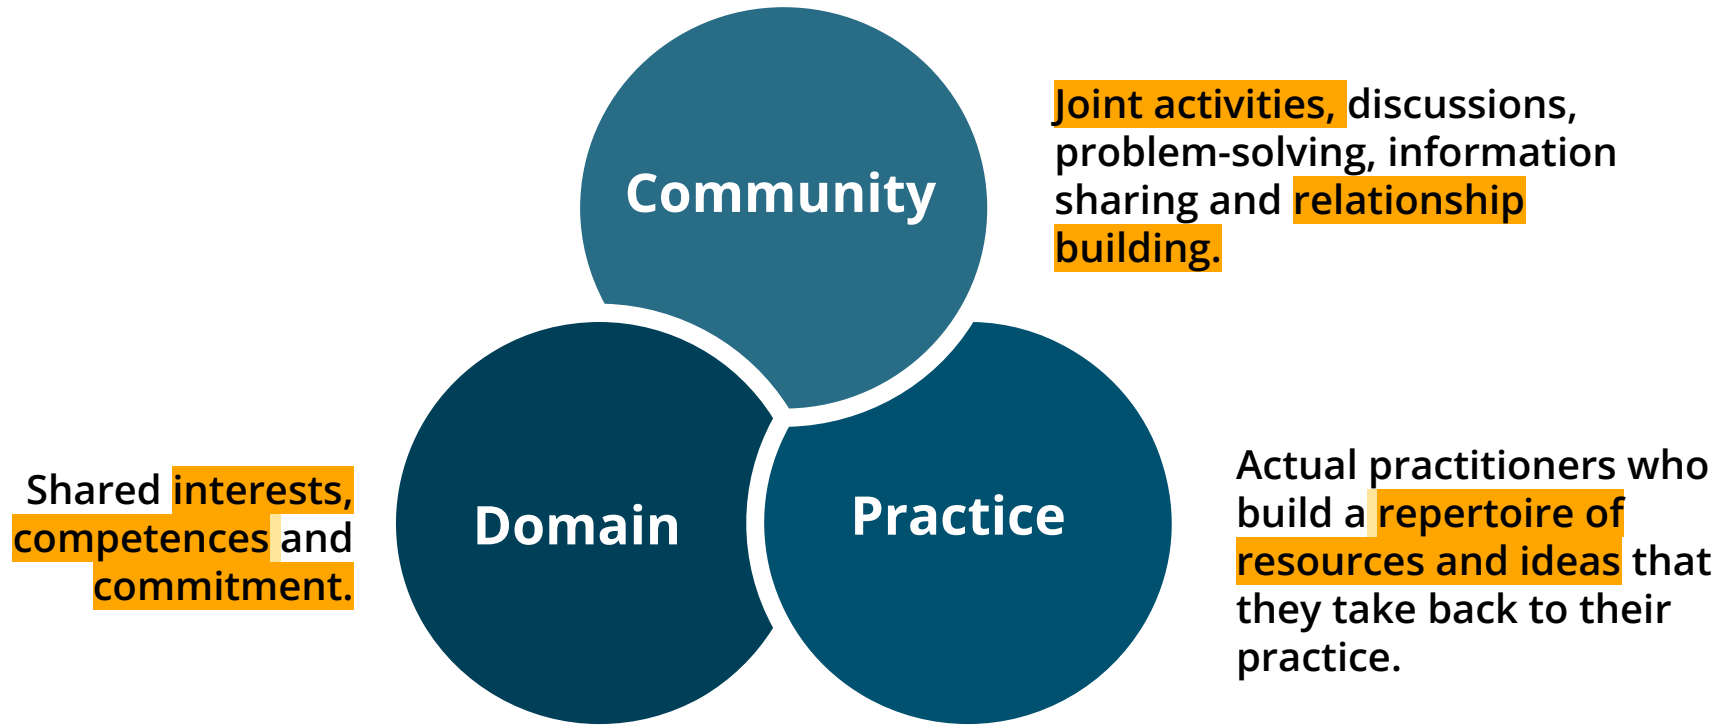 Community
Joint activities, discussions,
problem-solving, information
sharing and relationship
building.
Domain
Shared interests,
competences and
commitment.
Practice
Actual practitioners who
build a repertoire of
resources and ideas that
they take back to their
practice.